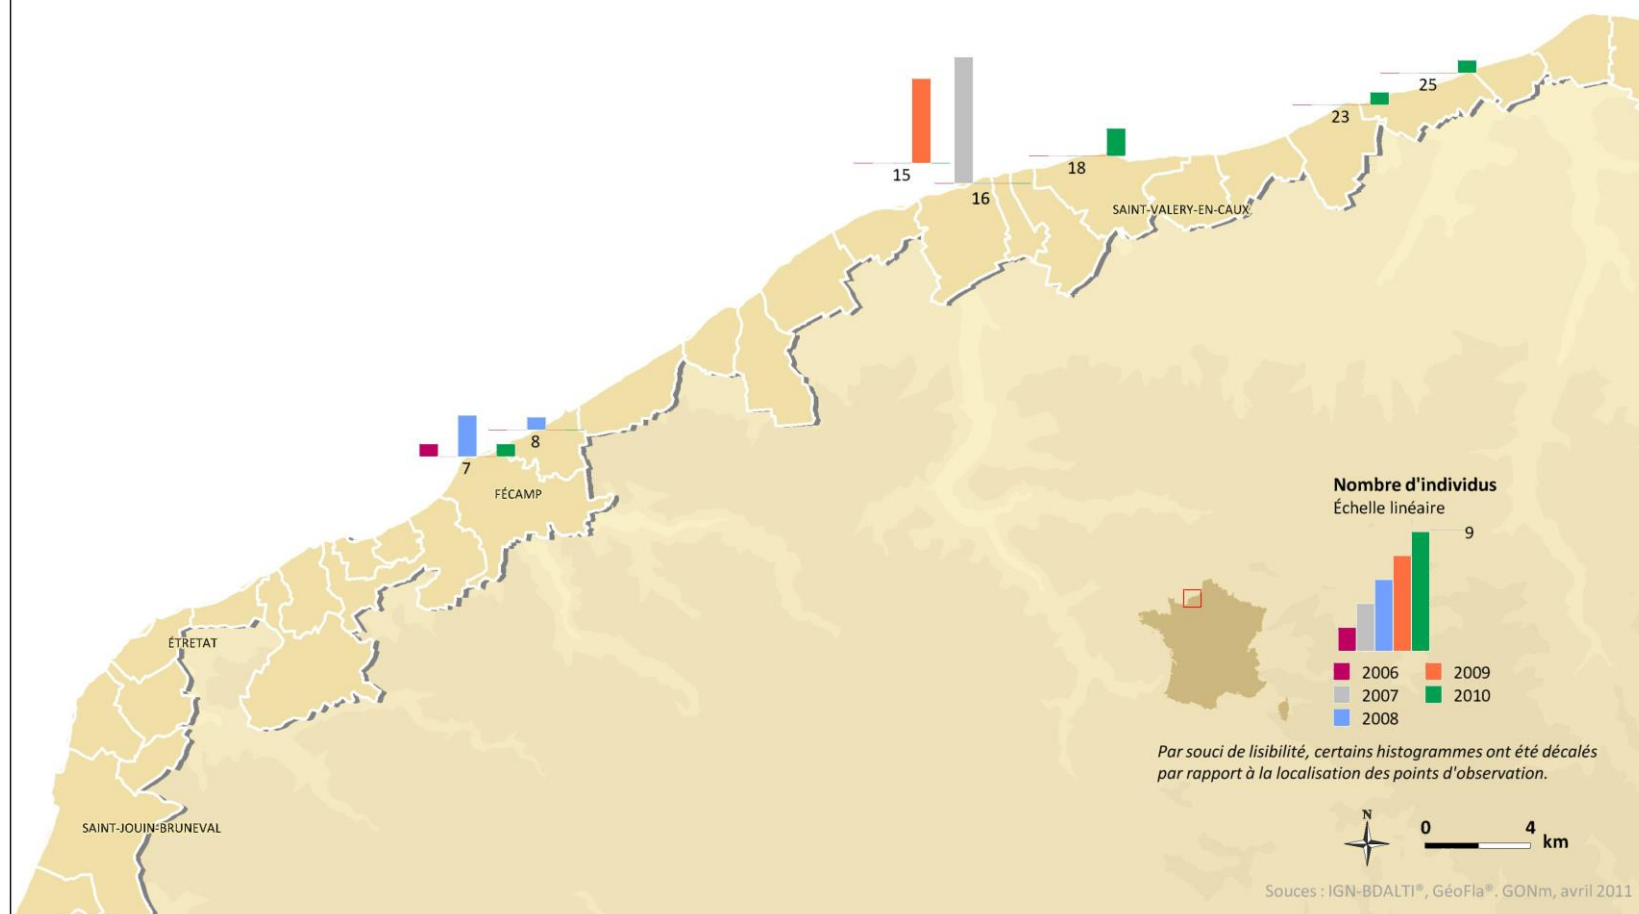 25
23
18
15
16
SAINT-VALERY-EN-CAUX
8
7
FÉCAMP
ÉTRETAT
SAINT-JOUIN-BRUNEVAL
Nombre d'individus
Échelle linéaire
9
2006 2009
2007 2010
2008
Par souci de lisibilité, certains histogrammes ont été décalés
par rapport à la localisation des points d'observation.
N
0 4 km
Souces : IGN-BDALTI®, GéoFla®. GONm, avril 2011